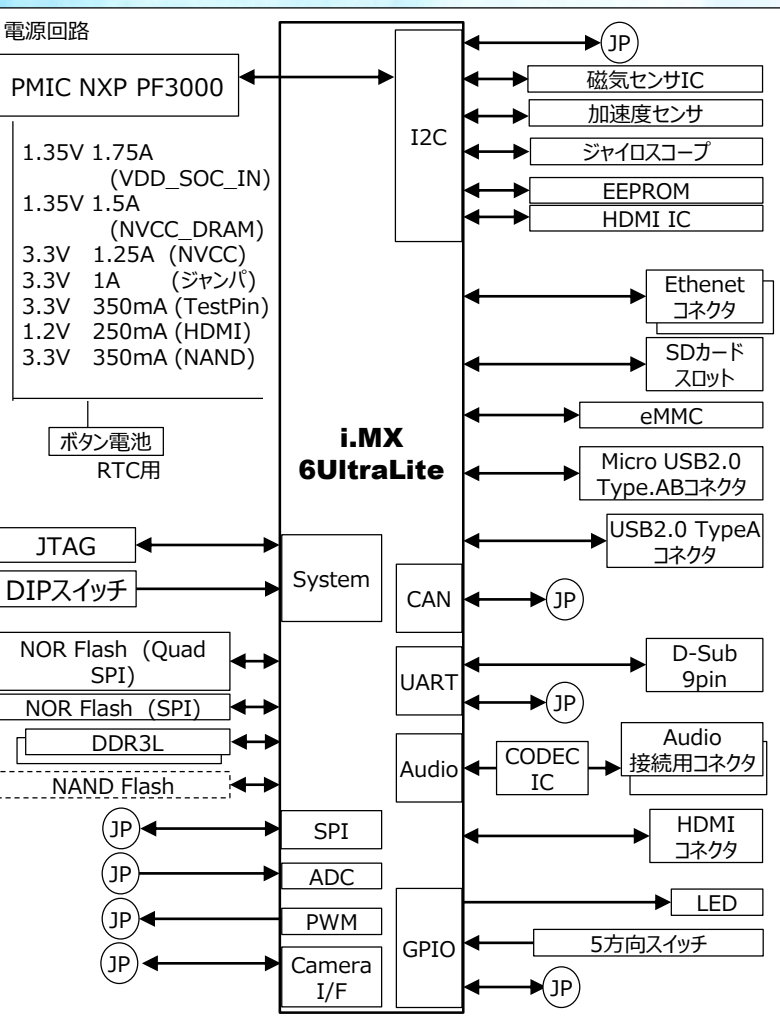 電源回路
PMIC NXP PF3000
1.35V 1.75A
(VDD_SOC_IN)
1.35V 1.5A
(NVCC_DRAM)
3.3V 1.25A (NVCC)
3.3V 1A (ジャンパ)
3.3V 350mA (TestPin)
1.2V 250mA (HDMI)
3.3V 350mA (NAND)
ボタン電池
RTC用
JTAG
DIPスイッチ
NOR Flash (Quad
SPI)
NOR Flash (SPI)
DDR3L
NAND Flash
JP
JP
JP
JP
i.MX
6UltraLite
System
SPI
ADC
PWM
Camera
I/F
I2C
CAN
UART
Audio
GPIO
JP
磁気センサIC
加速度センサ
ジャイロスコープ
EEPROM
HDMI IC
Ethenet
コネクタ
SDカード
スロット
eMMC
Micro USB2.0
Type.ABコネクタ
USB2.0 TypeA
コネクタ
JP
D-Sub
9pin
JP
CODEC
IC
Audio
接続用コネクタ
HDMI
コネクタ
LED
5方向スイッチ
JP